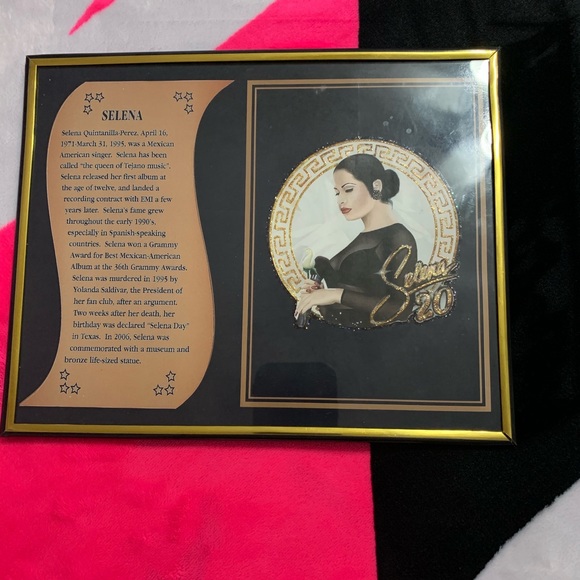 SELENA
Selena Quintanilla-Perez, April 16,
1971-March 31, 1995, was a Mexican
American singer. Selena has been
called "the queen of Tejano music".
Selena released her first album at
the age of twelve, and landed a
recording contract with EMI a few
years later. Selena's fame grew
throughout the early 1990's,
especially in Spanish-speaking
countries. Selena won a Grammy
Award for Best Mexican-American
Album at the 36th Grammy Awards.
Selena was murdered in 1995 by
Yolanda Saldivar, the President of
her fan club, after an argument.
Two weeks after her death, her
birthday was declared "Selena Day"
in Texas. In 2006, Selena was
commemorated with a museum and
bronze life-sized statue.
Selena
20